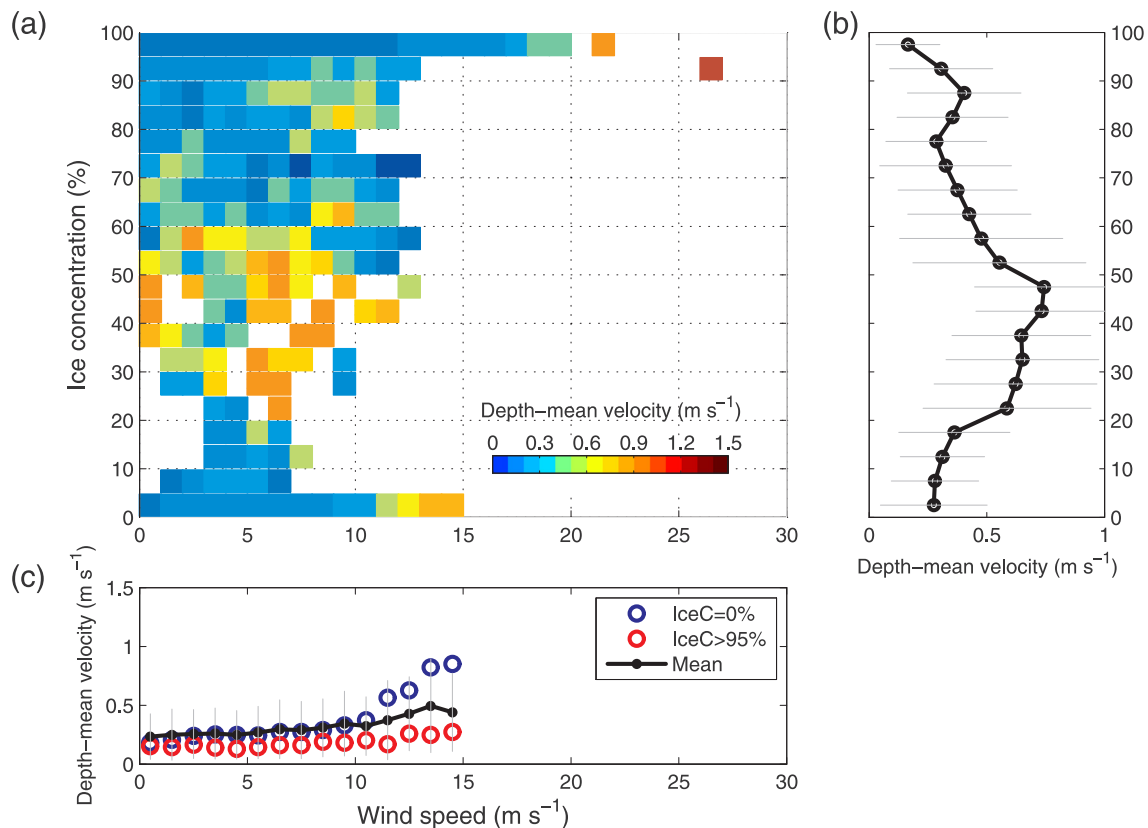 (a)
100
90
80
70
60
50
40
30
20
10
0
Ice concentration (%)
Depth–mean velocity (m s⁻¹)
0 0.3 0.6 0.9 1.2 1.5
0 5 10 15 20 25 30
(b)
100
90
80
70
60
50
40
30
20
10
0
0 0.5 1
Depth–mean velocity (m s⁻¹)
(c)
Depth–mean velocity (m s⁻¹)
1.5
1
0.5
0
IceC=0%
IceC>95%
Mean
0 5 10 15 20 25 30
Wind speed (m s⁻¹)